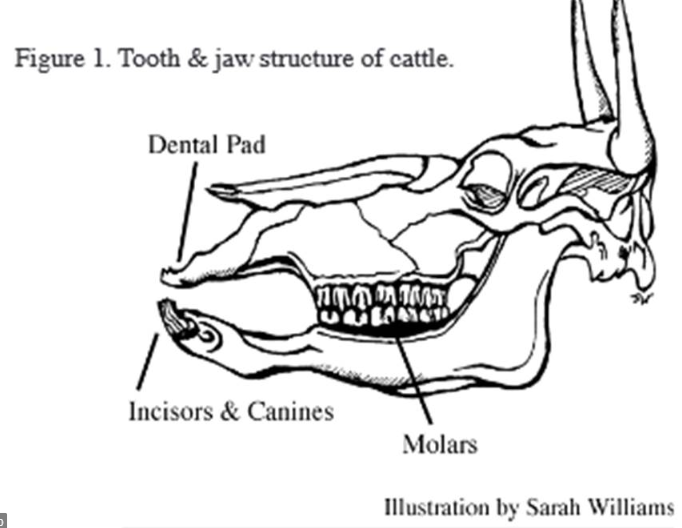 Figure 1. Tooth & jaw structure of cattle.
Dental Pad
Incisors & Canines
Molars
Illustration by Sarah Williams